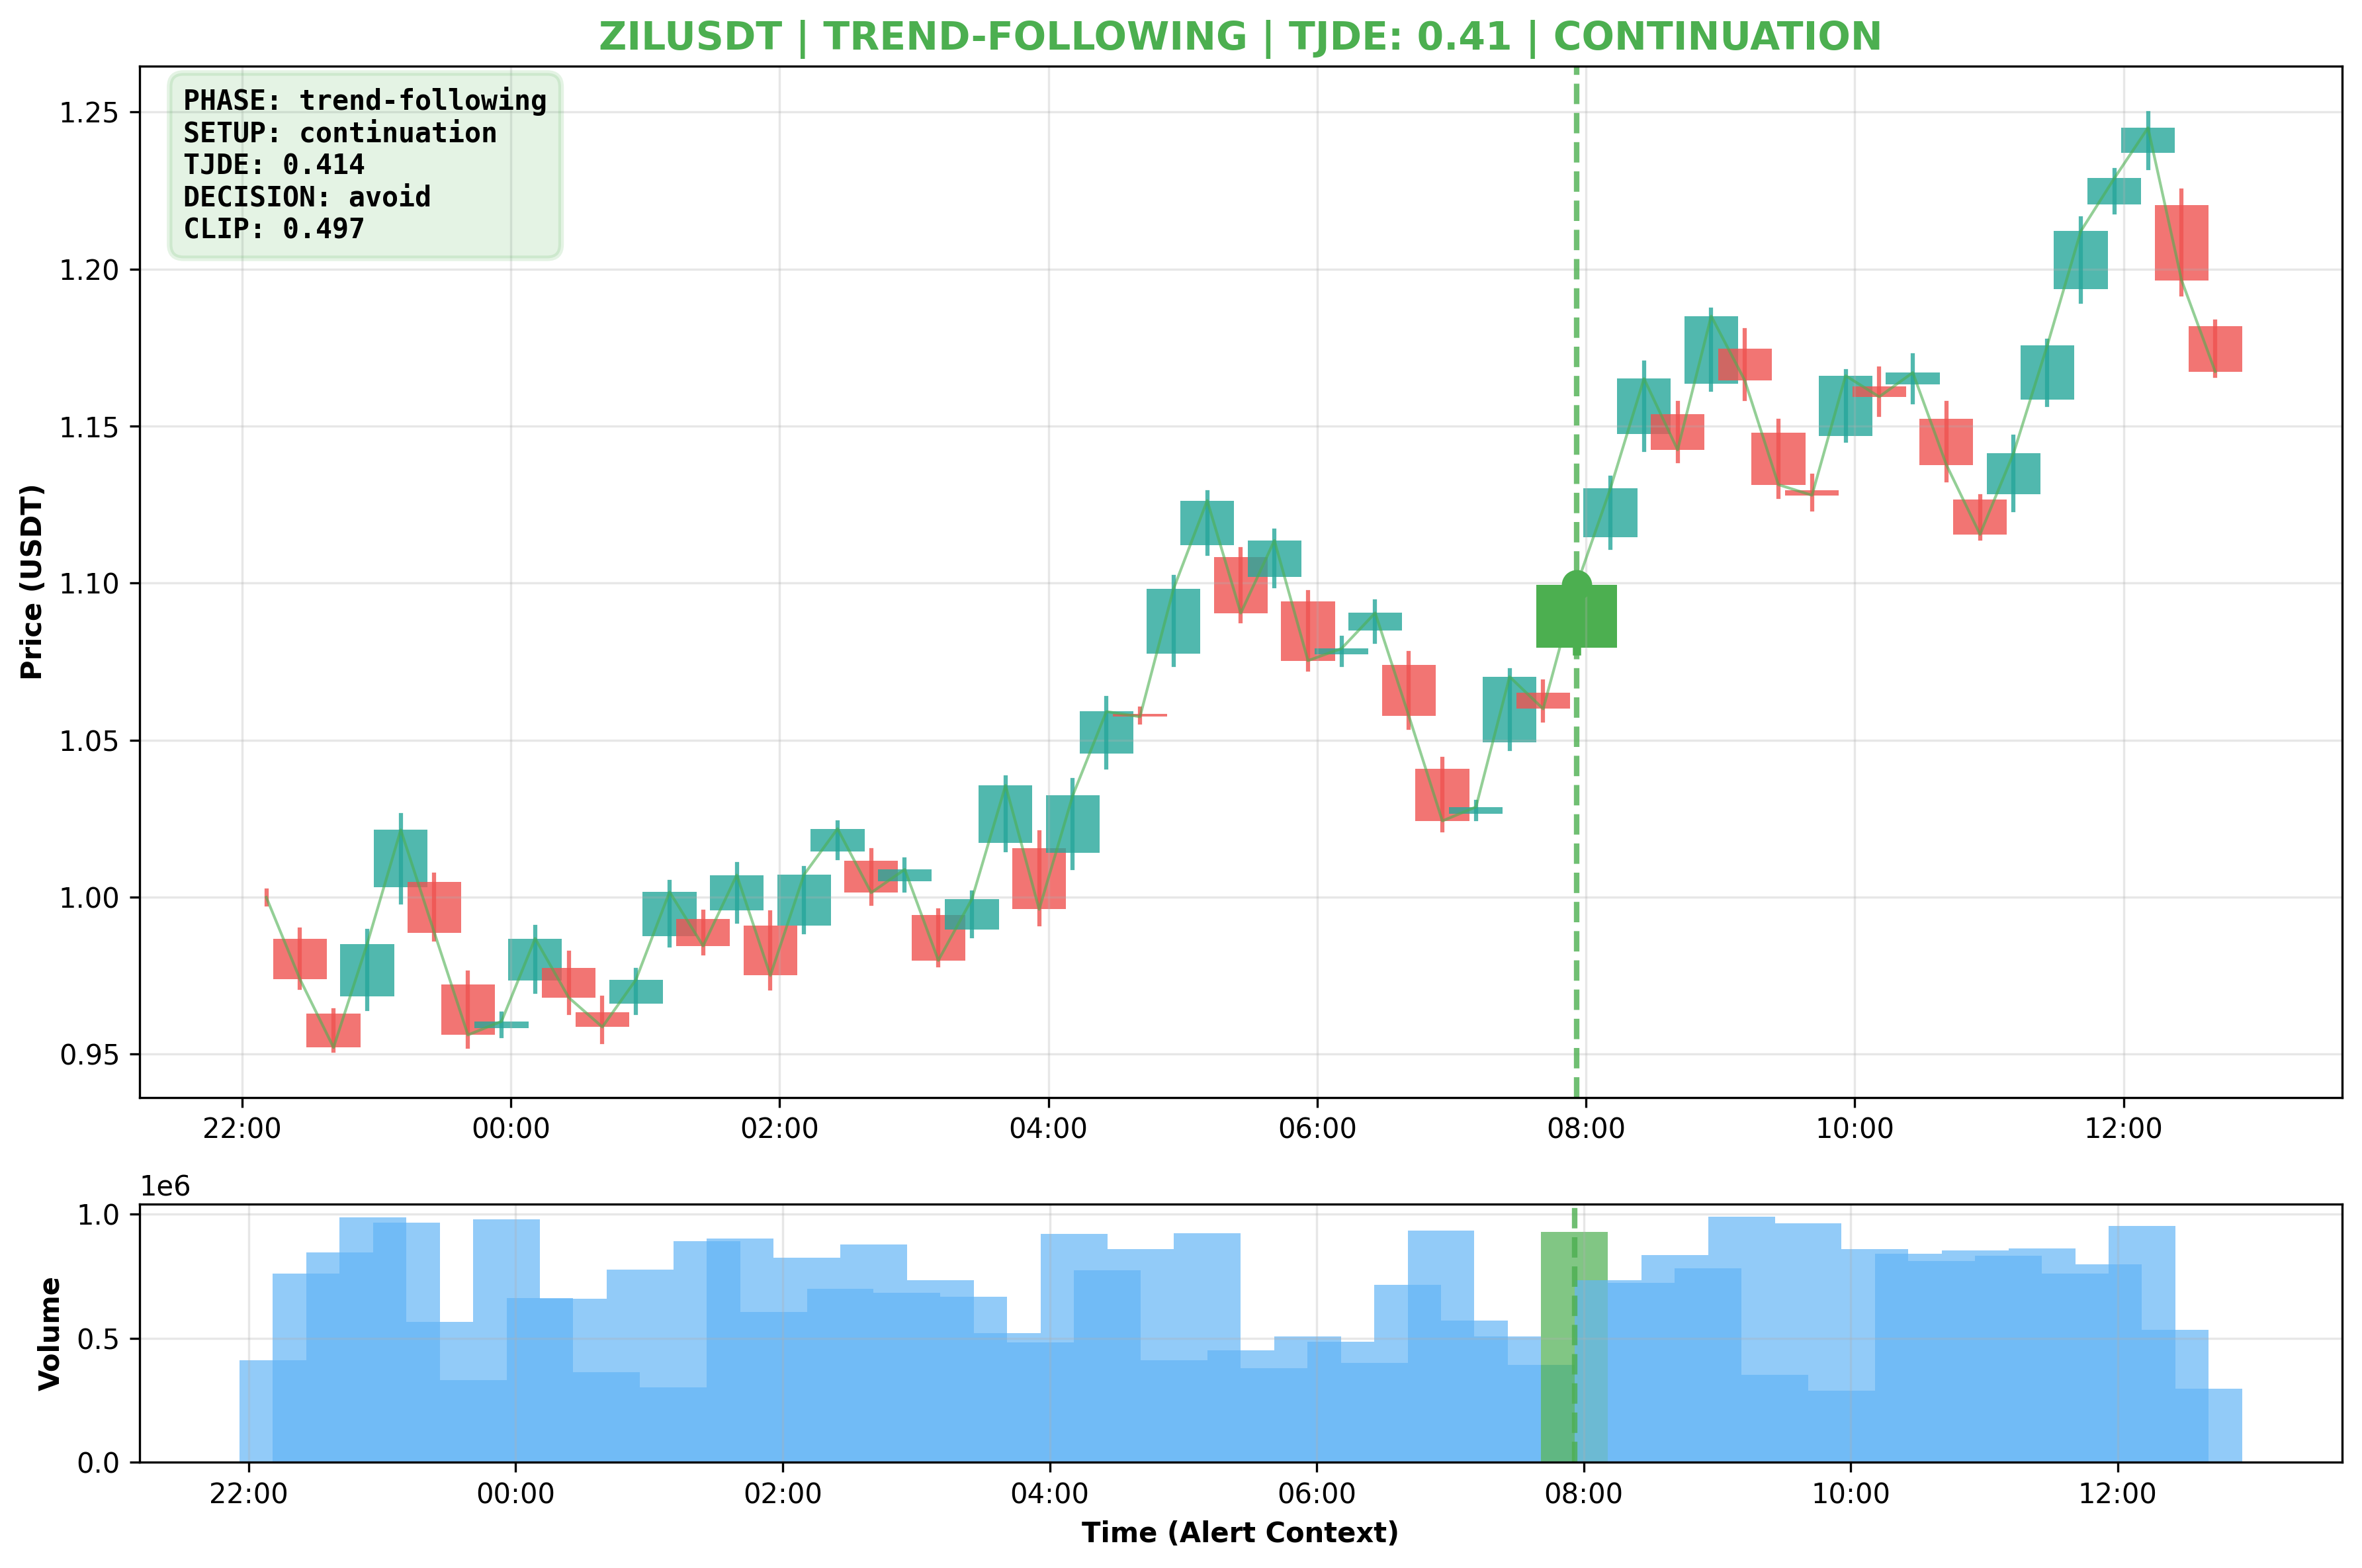 ZILUSDT | TREND-FOLLOWING | TJDE: 0.41 | CONTINUATION
PHASE: trend-following
SETUP: continuation
TJDE: 0.414
DECISION: avoid
CLIP: 0.497
Price (USDT)
1.25
1.20
1.15
1.10
1.05
1.00
0.95
22:00 00:00 02:00 04:00 06:00 08:00 10:00 12:00
1e6
Volume
1.0
0.5
0.0
22:00 00:00 02:00 04:00 06:00 08:00 10:00 12:00
Time (Alert Context)